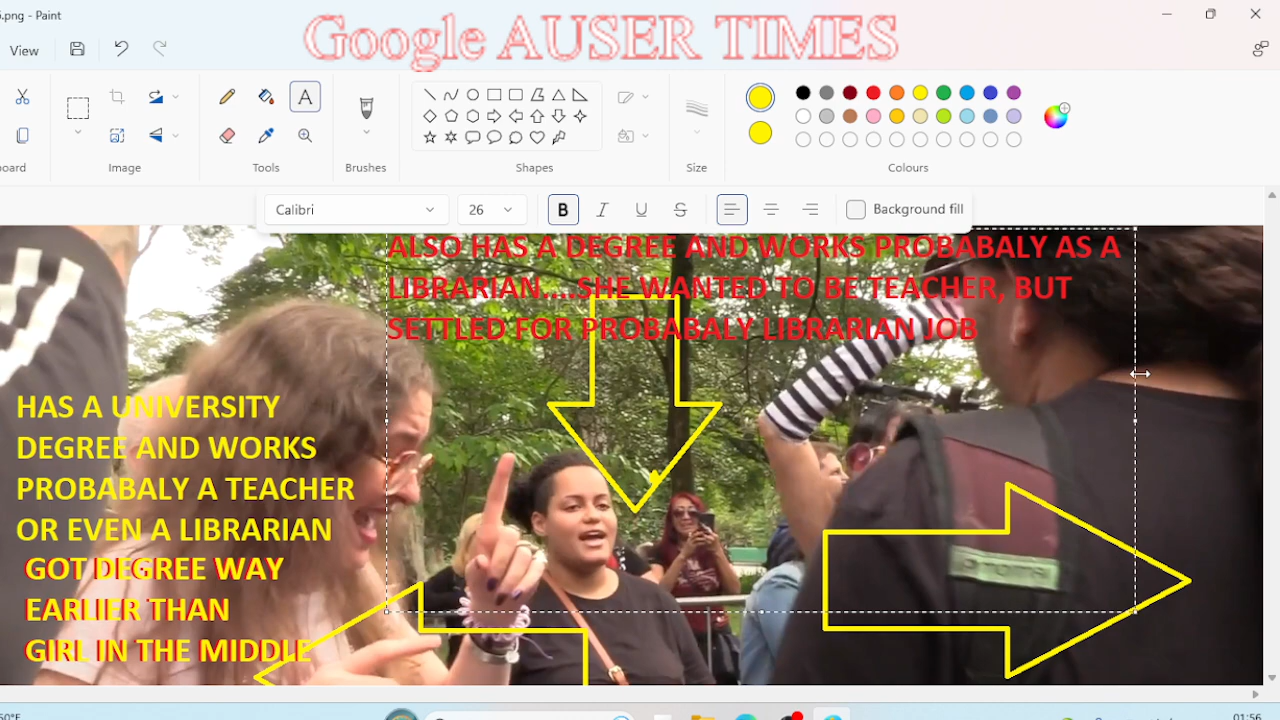 .png - Paint
Google AUSER TIMES
View
A
Image
Tools
Brushes
Shapes
Size
Colours
Calibri
26
B I U S
Background fill
ALSO HAS A DEGREE AND WORKS PROBABALY AS A
LIBRARIAN....SHE WANTED TO BE TEACHER, BUT
SETTLED FOR PROBABALY LIBRARIAN JOB
HAS A UNIVERSITY
DEGREE AND WORKS
PROBABALY A TEACHER
OR EVEN A LIBRARIAN
GOT DEGREE WAY
EARLIER THAN
GIRL IN THE MIDDLE
01:56